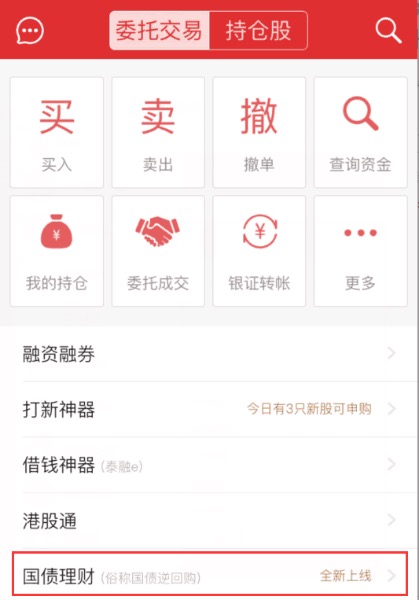 委托交易 持仓股
买 卖 撤
买入 卖出 撤单 查询资金
¥ ¥
我的持仓 委托成交 银证转帐 更多
融资融券
打新神器 今日有3只新股可申购
借钱神器 (泰融e)
港股通
国债理财 (俗称国债逆回购) 全新上线